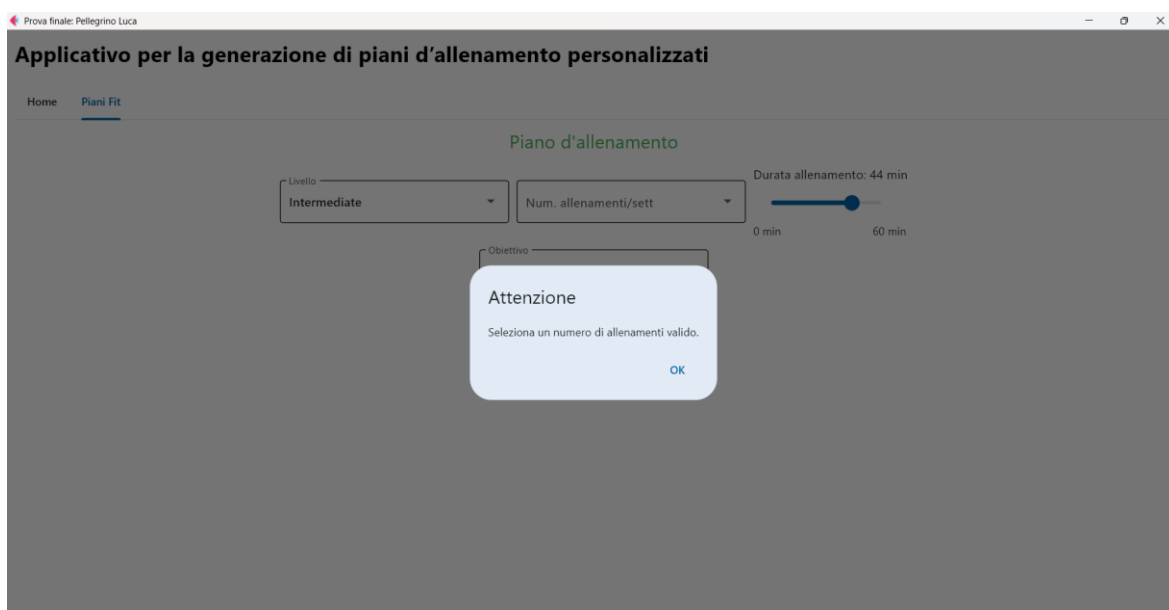 Prova finale: Pellegrino Luca
Applicativo per la generazione di piani d’allenamento personalizzati
Home Piani Fit
Piano d'allenamento
Livello
Intermediate
Num. allenamenti/sett
Durata allenamento: 44 min
0 min 60 min
Obiettivo
Attenzione
Seleziona un numero di allenamenti valido.
OK